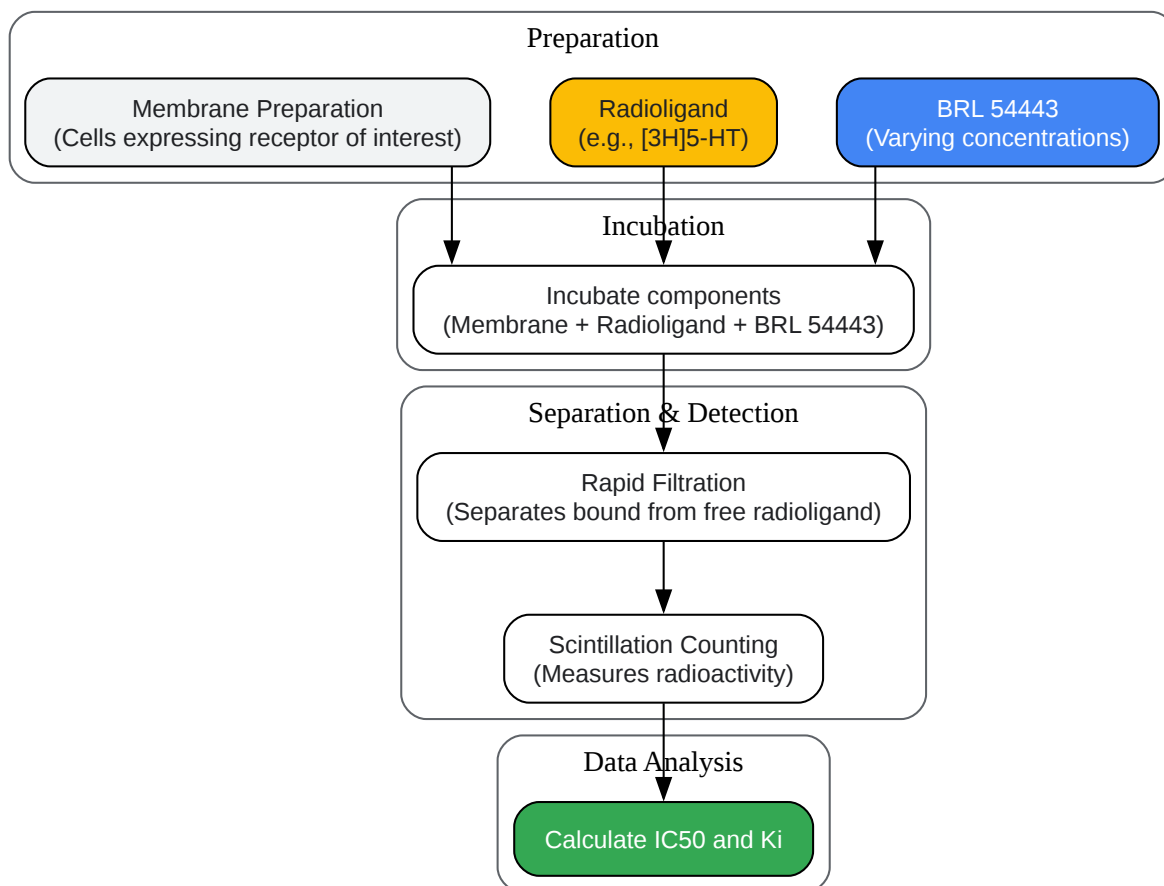 Preparation
Membrane Preparation
(Cells expressing receptor of interest)
Radioligand
(e.g., [3H]5-HT)
BRL 54443
(Varying concentrations)
Incubation
Incubate components
(Membrane + Radioligand + BRL 54443)
Separation & Detection
Rapid Filtration
(Separates bound from free radioligand)
Scintillation Counting
(Measures radioactivity)
Data Analysis
Calculate IC50 and Ki